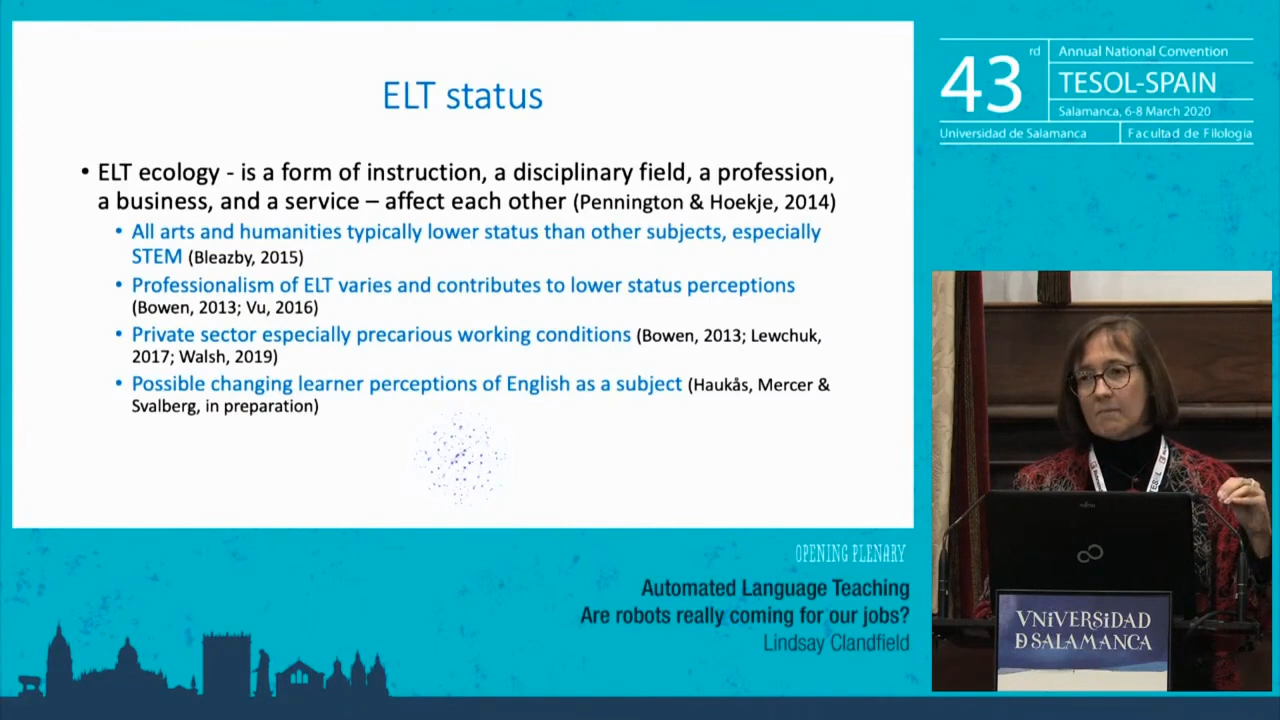 ELT status
• ELT ecology - is a form of instruction, a disciplinary field, a profession,
a business, and a service – affect each other (Pennington & Hoekje, 2014)
• All arts and humanities typically lower status than other subjects, especially
STEM (Bleazby, 2015)
• Professionalism of ELT varies and contributes to lower status perceptions
(Bowen, 2013; Vu, 2016)
• Private sector especially precarious working conditions (Bowen, 2013; Lewchuk,
2017; Walsh, 2019)
• Possible changing learner perceptions of English as a subject (Haukås, Mercer &
Svalberg, in preparation)
43rd
Annual National Convention
TESOL-SPAIN
Salamanca, 6-8 March 2020
Universidad de Salamanca
Facultad de Filología
OPENING PLENARY
Automated Language Teaching
Are robots really coming for our jobs?
Lindsay Clandfield
VNiVERSiDAD
D SALAMANCA